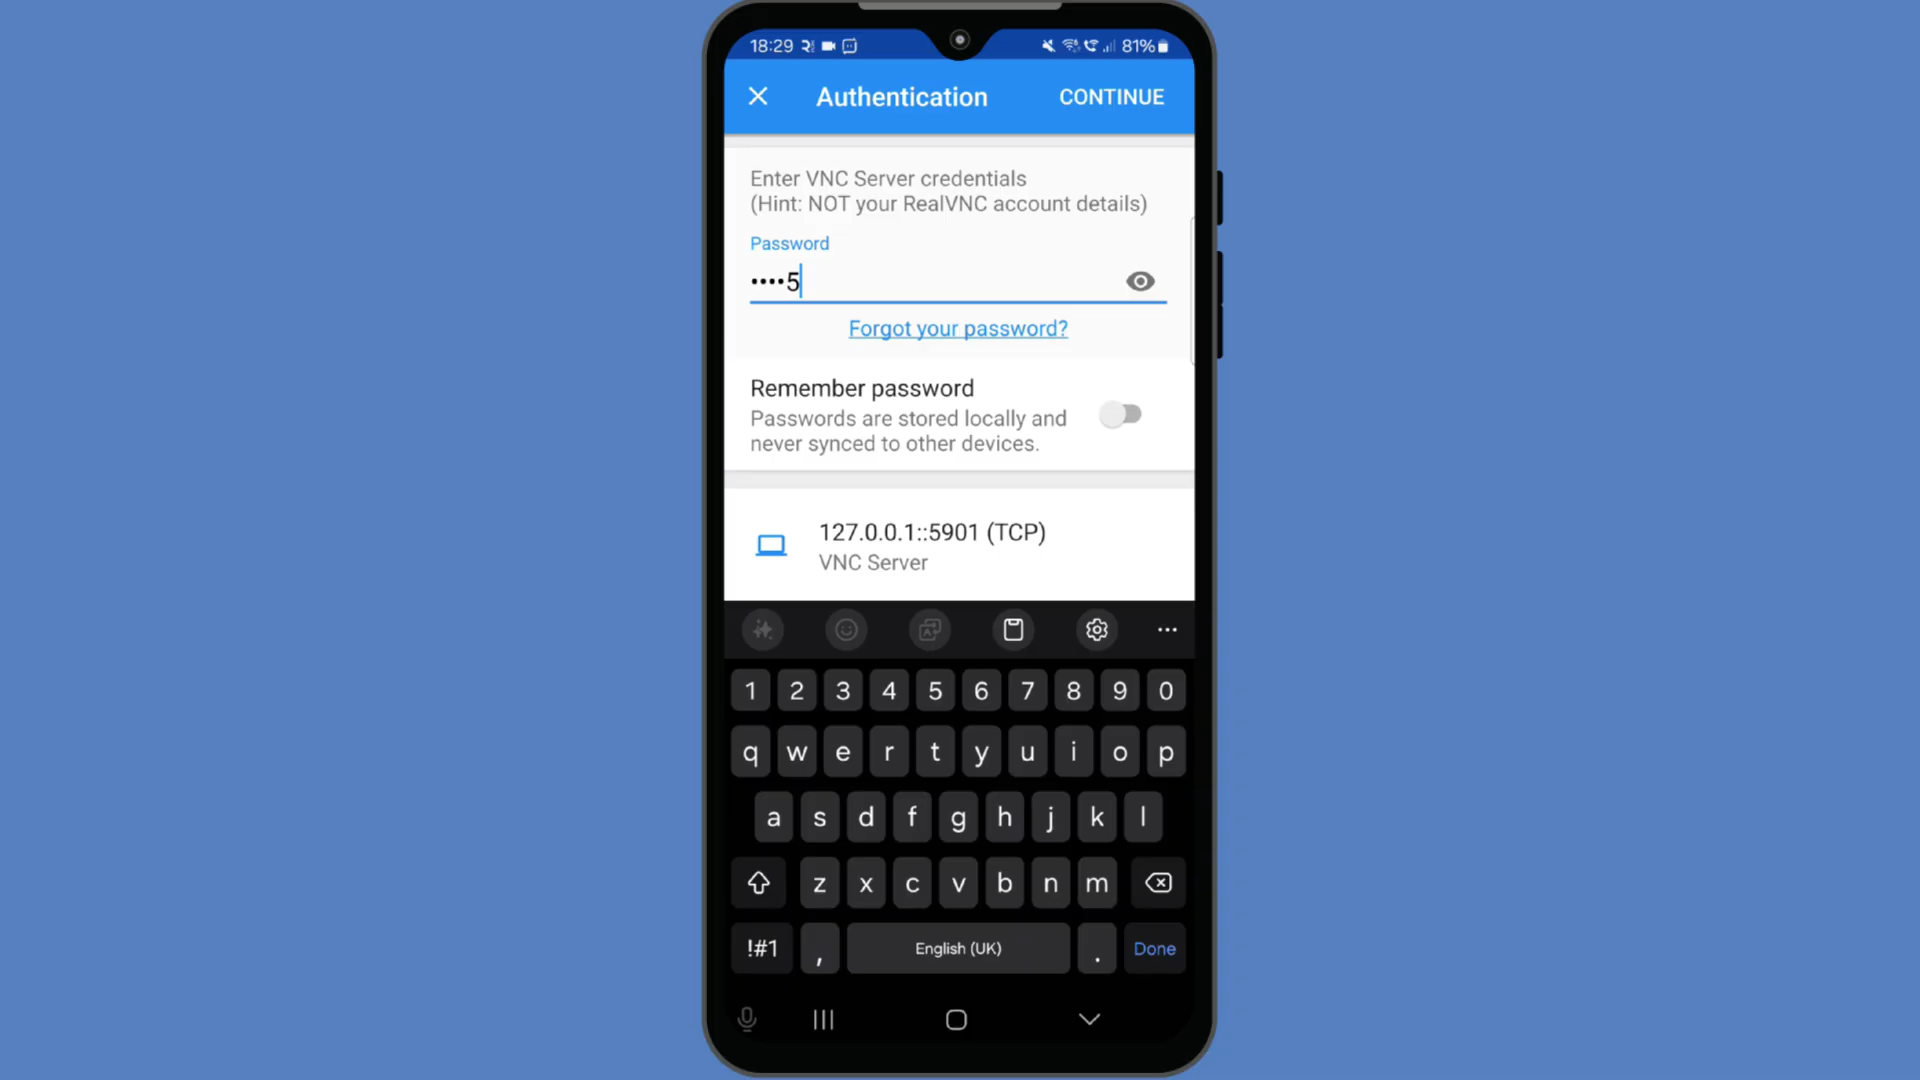 18:29 81%
Authentication CONTINUE
Enter VNC Server credentials
(Hint: NOT your RealVNC account details)
Password
••••5
Forgot your password?
Remember password
Passwords are stored locally and
never synced to other devices.
127.0.0.1::5901 (TCP)
VNC Server
1 2 3 4 5 6 7 8 9 0
q w e r t y u i o p
a s d f g h j k l
z x c v b n m
!#1 , English (UK) . Done